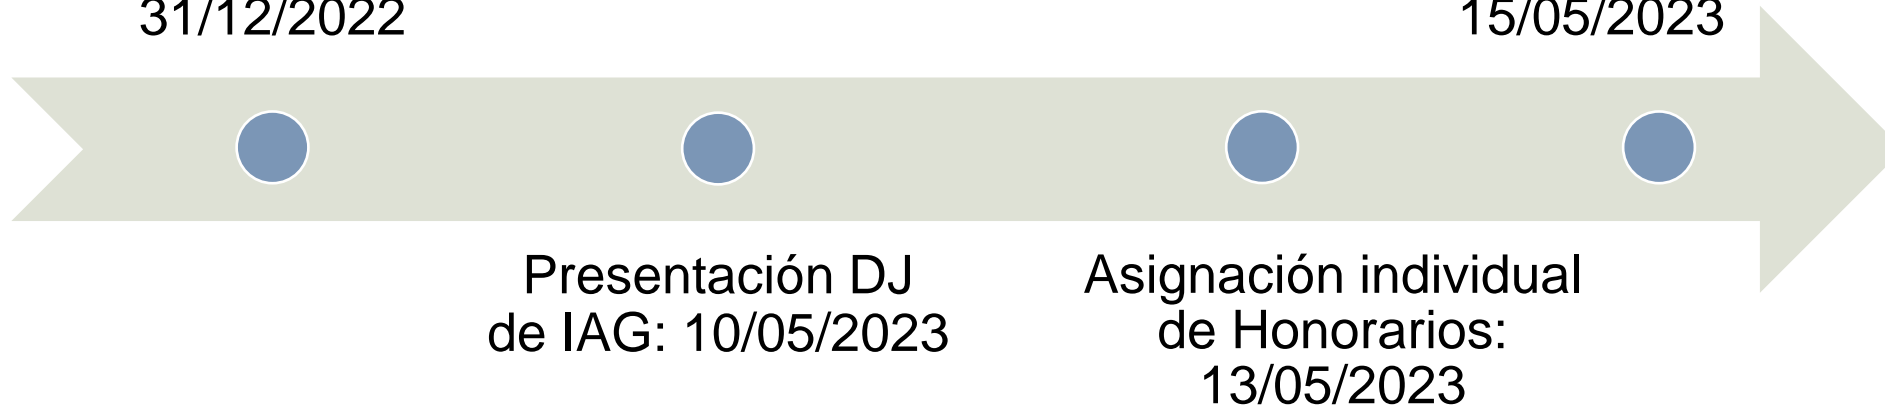 31/12/2022
15/05/2023
Presentación DJ
de IAG: 10/05/2023
Asignación individual
de Honorarios:
13/05/2023